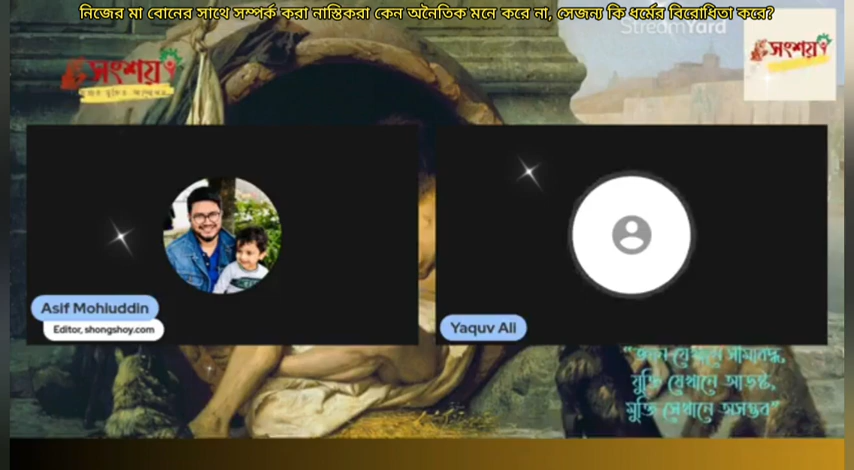 নিজের মা বোনের সাথে সম্পর্ক করা নাস্তিকরা কেন অনৈতিক মনে করে না, সেজন্য কি ধর্মের বিরোধিতা করে?
StreamYard
সংশয়
সংশয়
Asif Mohiuddin
Editor, shongshoy.com
Yaquv Ali
"জ্ঞান যেখানে সীমাবদ্ধ,
যুক্তি যেখানে আড়ষ্ট,
মুক্তি সেখানে অসম্ভব"